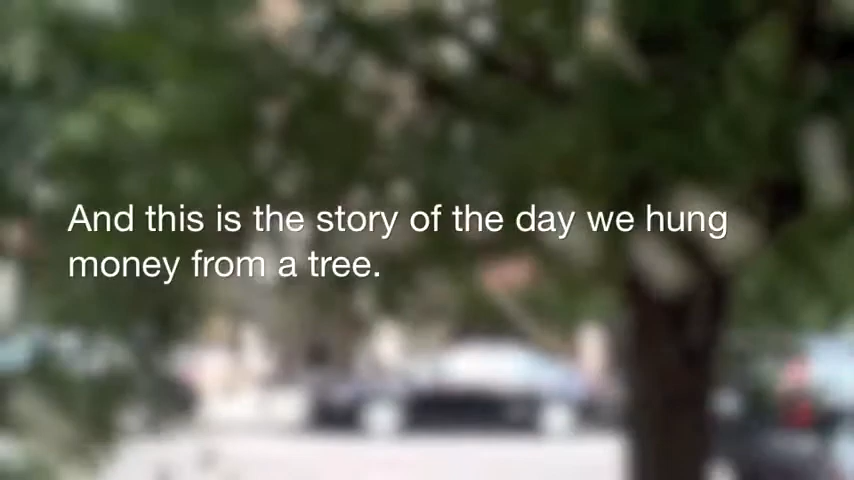 And this is the story of the day we hung
money from a tree.